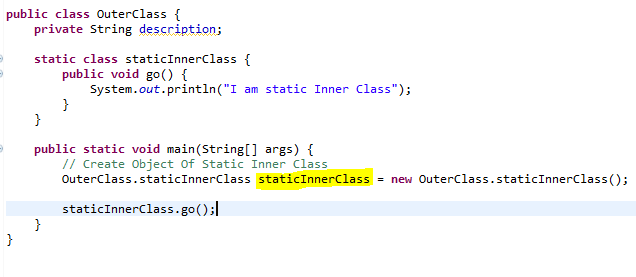 public class OuterClass {
    private String description;
    static class staticInnerClass {
        public void go() {
            System.out.println("I am static Inner Class");
        }
    }
    public static void main(String[] args) {
        // Create Object Of Static Inner Class
        OuterClass.staticInnerClass staticInnerClass = new OuterClass.staticInnerClass();
        staticInnerClass.go();
    }
}